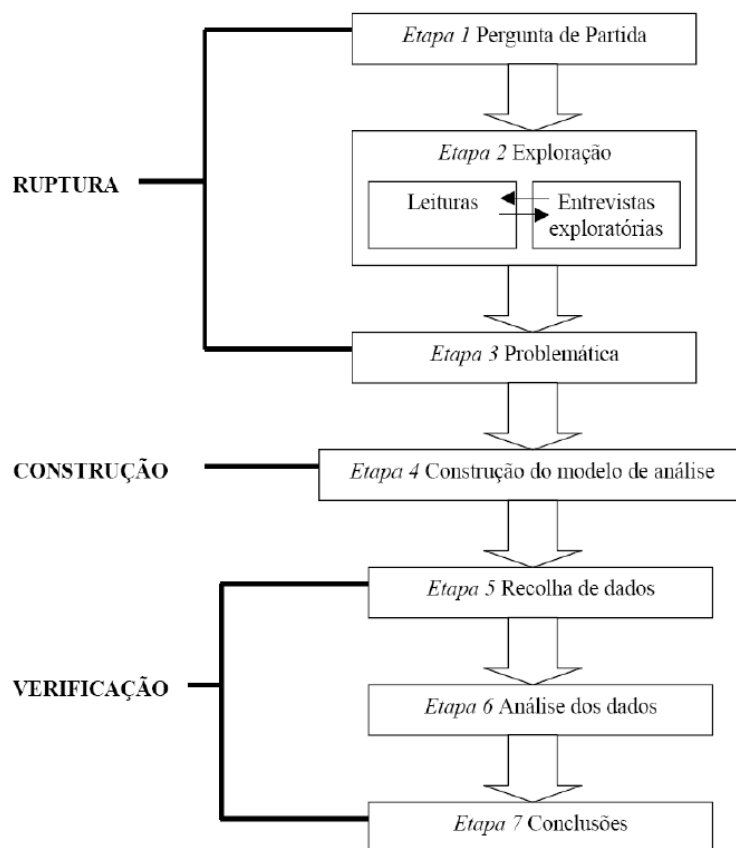 Etapa 1 Pergunta de Partida
Etapa 2 Exploração
RUPTURA
Leituras
Entrevistas
exploratórias
Etapa 3 Problemática
CONSTRUÇÃO
Etapa 4 Construção do modelo de análise
Etapa 5 Recolha de dados
VERIFICAÇÃO
Etapa 6 Análise dos dados
Etapa 7 Conclusões